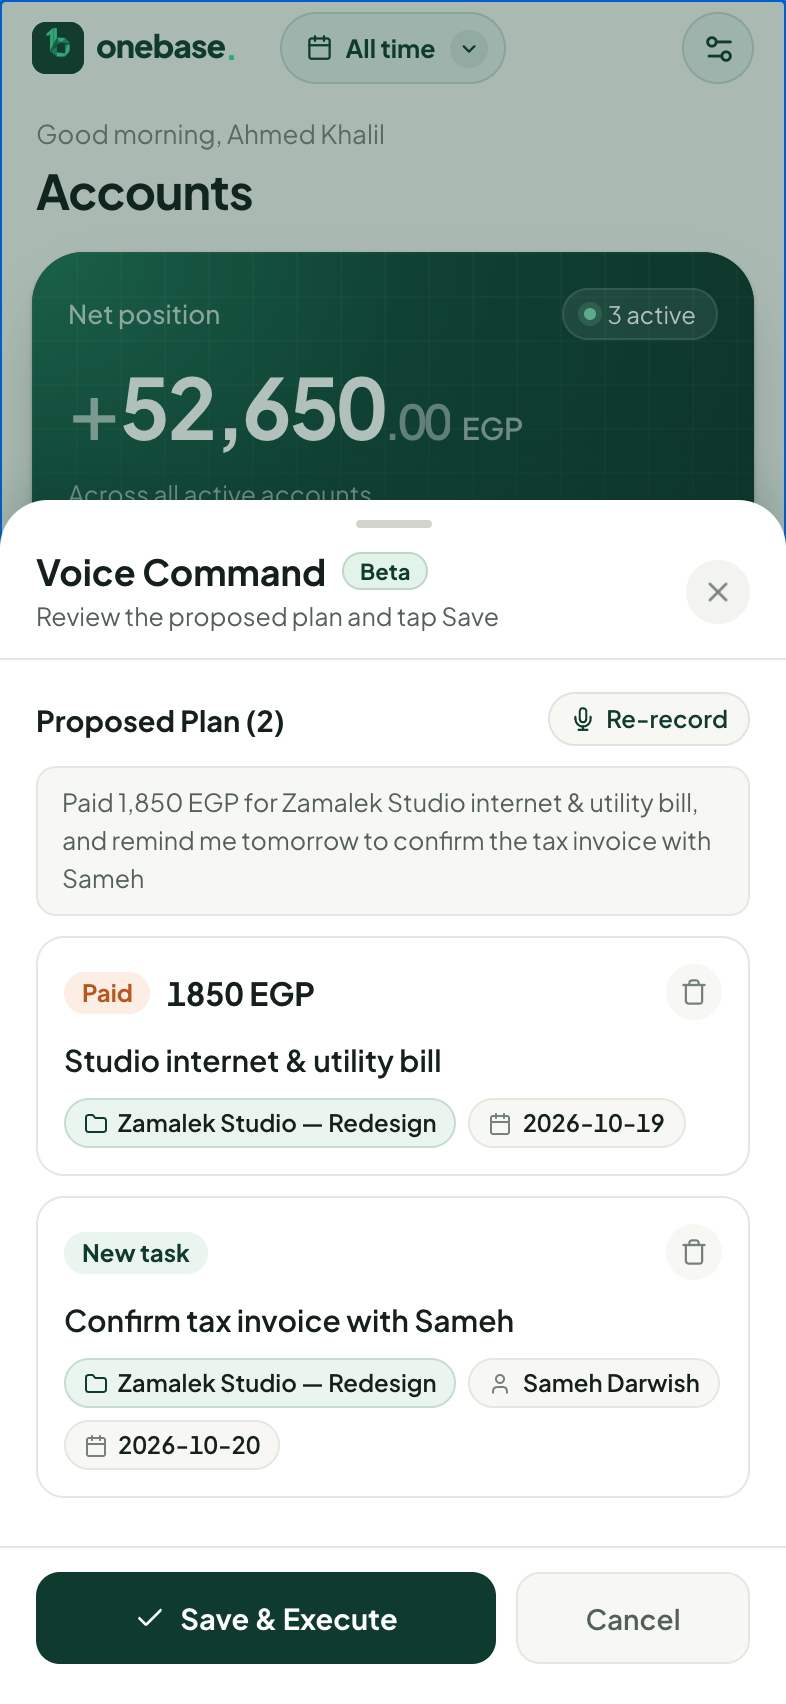 onebase.
All time
Good morning, Ahmed Khalil
Accounts
Net position
3 active
+52,650.00 EGP
Across all active accounts
Voice Command
Beta
Review the proposed plan and tap Save
Proposed Plan (2)
Re-record
Paid 1,850 EGP for Zamalek Studio internet & utility bill,
and remind me tomorrow to confirm the tax invoice with
Sameh
Paid
1850 EGP
Studio internet & utility bill
Zamalek Studio — Redesign
2026-10-19
New task
Confirm tax invoice with Sameh
Zamalek Studio — Redesign
Sameh Darwish
2026-10-20
Save & Execute
Cancel